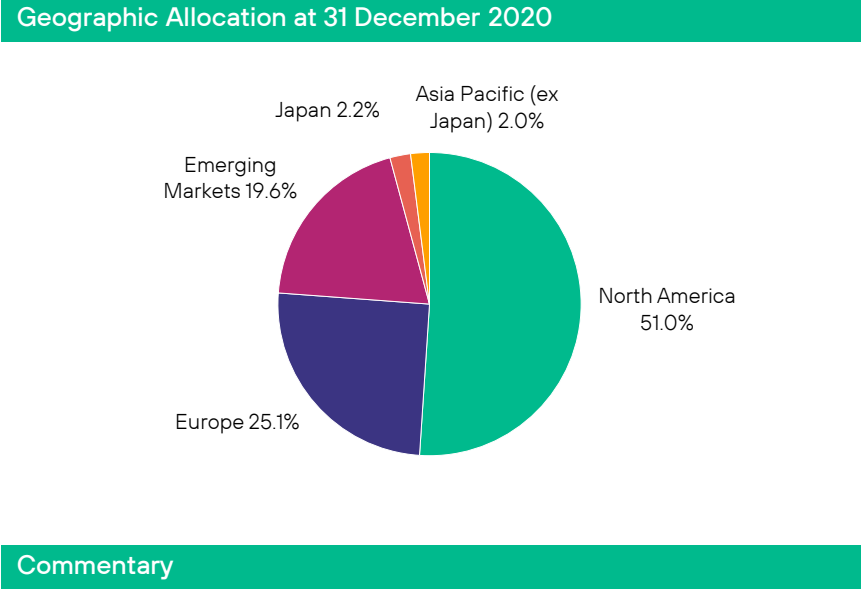 Geographic Allocation at 31 December 2020
Asia Pacific (ex
Japan) 2.0%
Japan 2.2%
Emerging
Markets 19.6%
North America
51.0%
Europe 25.1%
Commentary